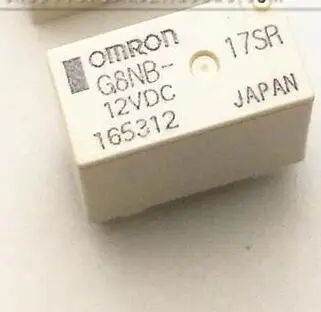 OMRON
G8NB-
17SR
12VDC
165312
JAPAN